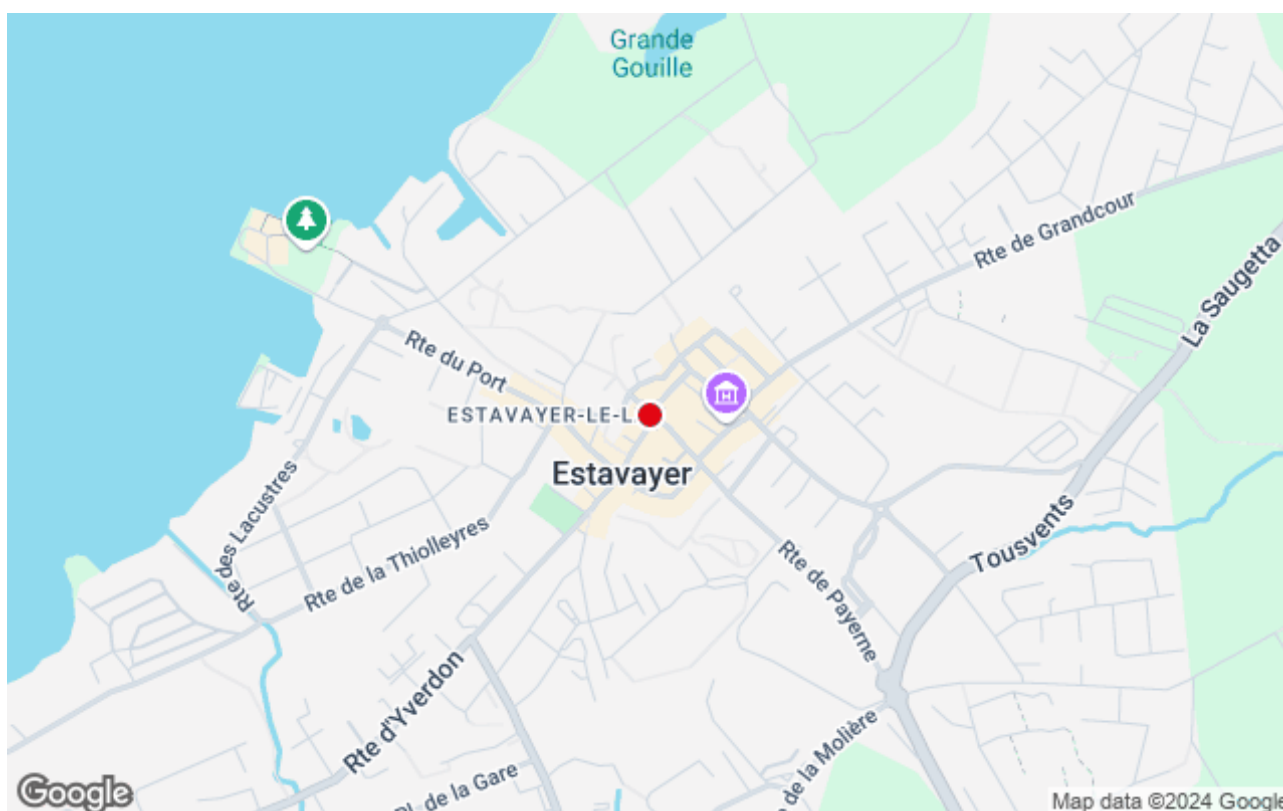 Grande
Gouille
Rte de Grandcour
La Saugetta
Rte du Port
ESTAVAYER-LE-L
Estavayer
Rte des Lacustres
Rte de la Thiolleyres
Tousvents
Rte de Payerne
Rte d'Yverdon
de la Molière
de la Gare
H
Google
Map data ©2024 Google